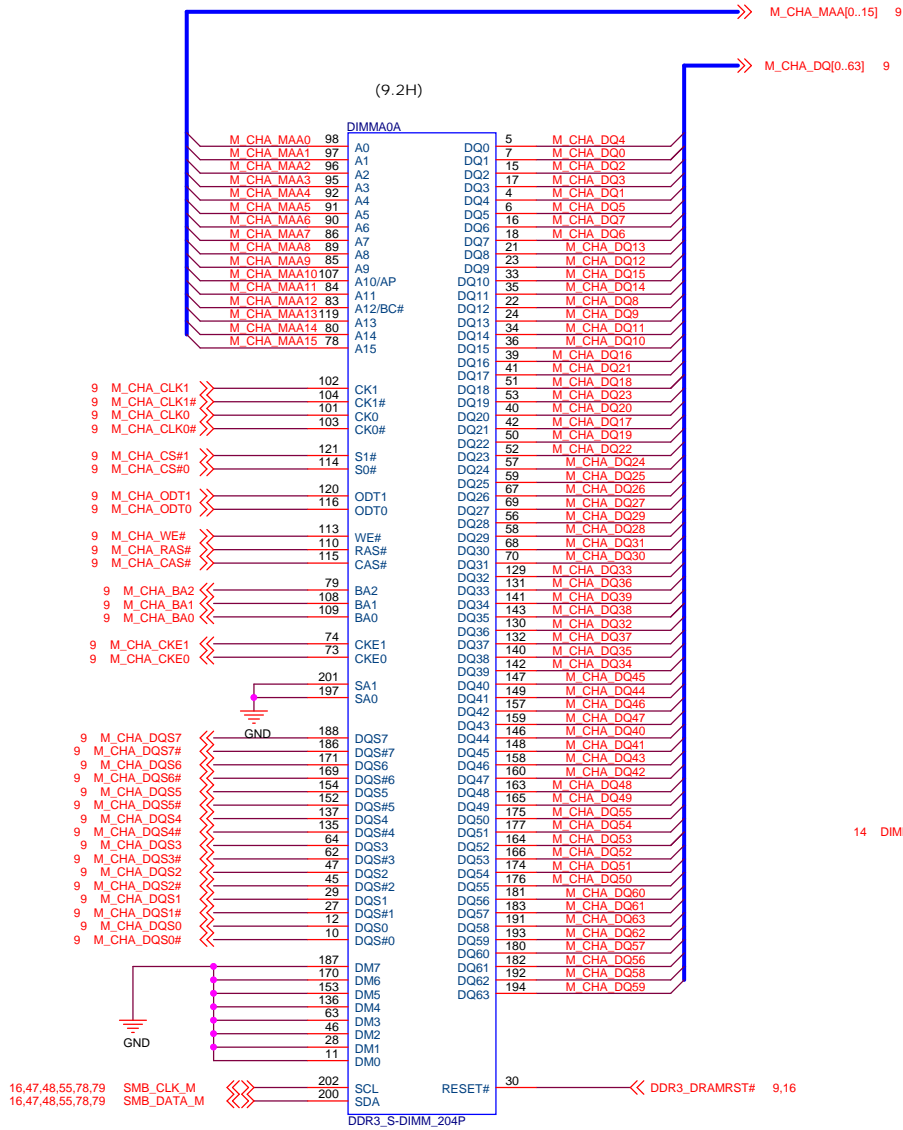 M_CHA_MAA[0..15] 9
M_CHA_DQ[0..63] 9
(9.2H)
DIMMA0A
M_CHA_MAA0 98 A0 DQ0 5 M_CHA_DQ4
M_CHA_MAA1 97 A1 DQ1 7 M_CHA_DQ0
M_CHA_MAA2 96 A2 DQ2 15 M_CHA_DQ2
M_CHA_MAA3 95 A3 DQ3 17 M_CHA_DQ3
M_CHA_MAA4 92 A4 DQ4 4 M_CHA_DQ1
M_CHA_MAA5 91 A5 DQ5 6 M_CHA_DQ5
M_CHA_MAA6 90 A6 DQ6 16 M_CHA_DQ7
M_CHA_MAA7 86 A7 DQ7 18 M_CHA_DQ6
M_CHA_MAA8 89 A8 DQ8 21 M_CHA_DQ13
M_CHA_MAA9 85 A9 DQ9 23 M_CHA_DQ12
M_CHA_MAA10 107 A10/AP DQ10 33 M_CHA_DQ15
M_CHA_MAA11 84 A11 DQ11 35 M_CHA_DQ14
M_CHA_MAA12 83 A12/BC# DQ12 22 M_CHA_DQ8
M_CHA_MAA13 119 A13 DQ13 24 M_CHA_DQ9
M_CHA_MAA14 80 A14 DQ14 34 M_CHA_DQ11
M_CHA_MAA15 78 A15 DQ15 36 M_CHA_DQ10
DQ16 39 M_CHA_DQ16
DQ17 41 M_CHA_DQ21
9 M_CHA_CLK1 102 CK1 DQ18 51 M_CHA_DQ18
9 M_CHA_CLK1# 104 CK1# DQ19 53 M_CHA_DQ23
9 M_CHA_CLK0 101 CK0 DQ20 40 M_CHA_DQ20
9 M_CHA_CLK0# 103 CK0# DQ21 42 M_CHA_DQ17
DQ22 50 M_CHA_DQ19
9 M_CHA_CS#1 121 S1# DQ23 52 M_CHA_DQ22
9 M_CHA_CS#0 114 S0# DQ24 57 M_CHA_DQ24
DQ25 59 M_CHA_DQ25
9 M_CHA_ODT1 120 ODT1 DQ26 67 M_CHA_DQ26
9 M_CHA_ODT0 116 ODT0 DQ27 69 M_CHA_DQ27
DQ28 56 M_CHA_DQ29
9 M_CHA_WE# 113 WE# DQ29 58 M_CHA_DQ28
9 M_CHA_RAS# 110 RAS# DQ30 68 M_CHA_DQ31
9 M_CHA_CAS# 115 CAS# DQ31 70 M_CHA_DQ30
DQ32 129 M_CHA_DQ33
9 M_CHA_BA2 79 BA2 DQ33 131 M_CHA_DQ36
9 M_CHA_BA1 108 BA1 DQ34 141 M_CHA_DQ39
9 M_CHA_BA0 109 BA0 DQ35 143 M_CHA_DQ38
DQ36 130 M_CHA_DQ32
9 M_CHA_CKE1 74 CKE1 DQ37 132 M_CHA_DQ37
9 M_CHA_CKE0 73 CKE0 DQ38 140 M_CHA_DQ35
DQ39 142 M_CHA_DQ34
201 SA1 DQ40 147 M_CHA_DQ45
197 SA0 DQ41 149 M_CHA_DQ44
DQ42 157 M_CHA_DQ46
GND DQ43 159 M_CHA_DQ47
9 M_CHA_DQS7 188 DQS7 DQ44 146 M_CHA_DQ40
9 M_CHA_DQS7# 186 DQS#7 DQ45 148 M_CHA_DQ41
9 M_CHA_DQS6 171 DQS6 DQ46 158 M_CHA_DQ43
9 M_CHA_DQS6# 169 DQS#6 DQ47 160 M_CHA_DQ42
9 M_CHA_DQS5 154 DQS5 DQ48 163 M_CHA_DQ48
9 M_CHA_DQS5# 152 DQS#5 DQ49 165 M_CHA_DQ49
9 M_CHA_DQS4 137 DQS4 DQ50 175 M_CHA_DQ55
9 M_CHA_DQS4# 135 DQS#4 DQ51 177 M_CHA_DQ54 14 DIM
9 M_CHA_DQS3 64 DQS3 DQ52 164 M_CHA_DQ53
9 M_CHA_DQS3# 62 DQS#3 DQ53 166 M_CHA_DQ52
9 M_CHA_DQS2 47 DQS2 DQ54 174 M_CHA_DQ51
9 M_CHA_DQS2# 45 DQS#2 DQ55 176 M_CHA_DQ50
9 M_CHA_DQS1 29 DQS1 DQ56 181 M_CHA_DQ60
9 M_CHA_DQS1# 27 DQS#1 DQ57 183 M_CHA_DQ61
9 M_CHA_DQS0 12 DQS0 DQ58 191 M_CHA_DQ63
9 M_CHA_DQS0# 10 DQS#0 DQ59 193 M_CHA_DQ62
DQ60 180 M_CHA_DQ57
187 DM7 DQ61 182 M_CHA_DQ56
170 DM6 DQ62 192 M_CHA_DQ58
153 DM5 DQ63 194 M_CHA_DQ59
136 DM4
63 DM3
46 DM2
GND
28 DM1
11 DM0
16,47,48,55,78,79 SMB_CLK_M 202 SCL RESET# 30 DDR3_DRAMRST# 9,16
16,47,48,55,78,79 SMB_DATA_M 200 SDA
DDR3_S-DIMM_204P